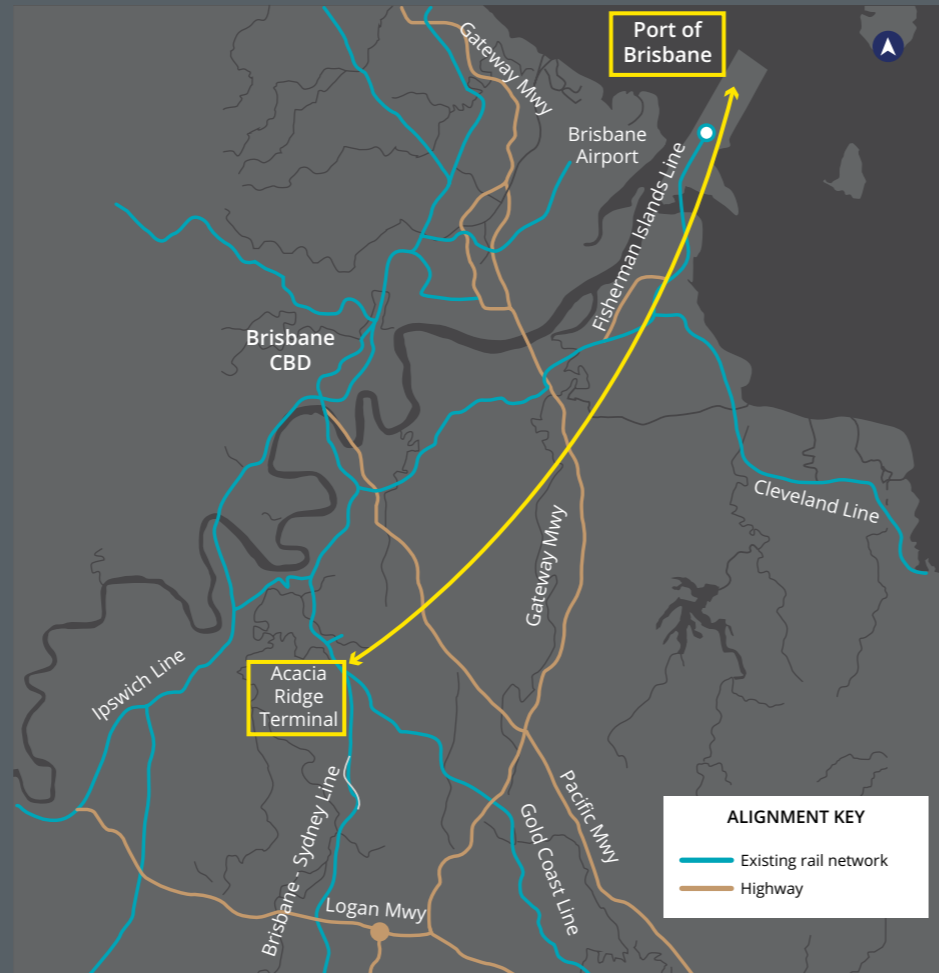 Port of
Brisbane
Gateway Mwy
Brisbane
Airport
Fisherman Islands Line
Brisbane
CBD
Cleveland Line
Gateway Mwy
Ipswich Line
Acacia
Ridge
Terminal
Brisbane - Sydney Line
Pacific Mwy
Gold Coast Line
Logan Mwy
ALIGNMENT KEY
Existing rail network
Highway